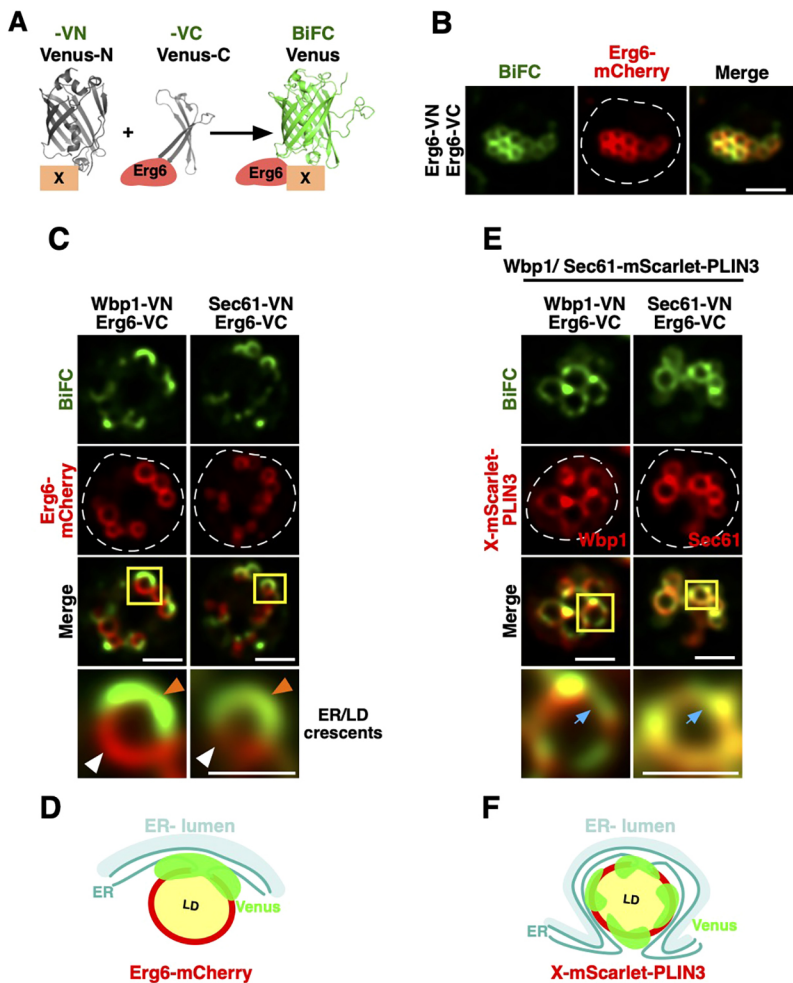 A
-VN
Venus-N
-VC
Venus-C
BiFC
Venus
+
X
Erg6
Erg6
X
B
BiFC
Erg6-
mCherry
Merge
Erg6-VN
Erg6-VC
C
Wbp1-VN
Erg6-VC
Sec61-VN
Erg6-VC
BiFC
Erg6-
mCherry
Merge
ER/LD
crescents
D
ER- lumen
ER
LD
Venus
Erg6-mCherry
E
Wbp1/ Sec61-mScarlet-PLIN3
Wbp1-VN
Erg6-VC
Sec61-VN
Erg6-VC
BiFC
X-mScarlet-
PLIN3
Wbp1
Sec61
Merge
F
ER- lumen
ER
LD
Venus
X-mScarlet-PLIN3